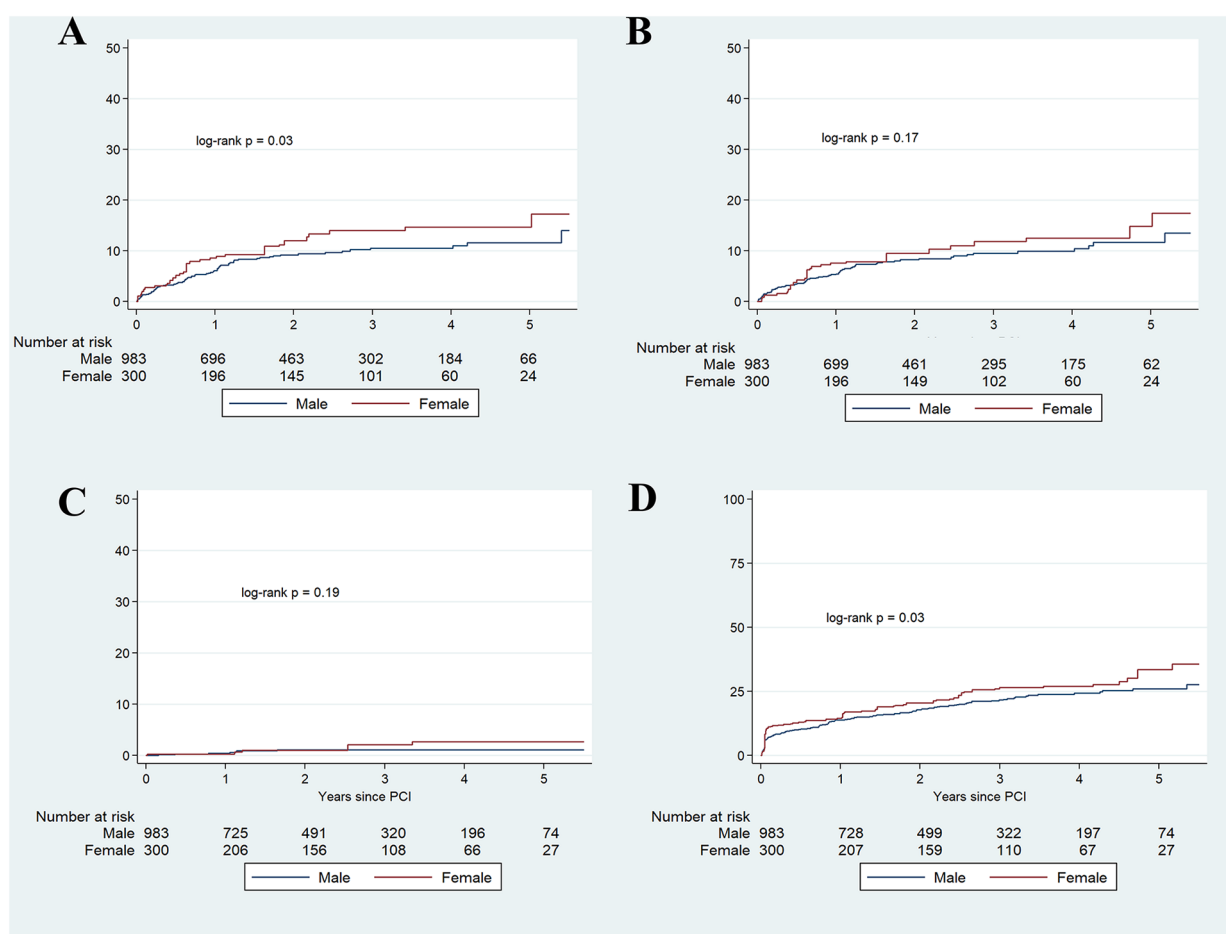 A
50
40
30
20
10
0
log-rank p = 0.03
0 1 2 3 4 5
Number at risk
Male 983 696 463 302 184 66
Female 300 196 145 101 60 24
Male Female
B
50
40
30
20
10
0
log-rank p = 0.17
0 1 2 3 4 5
Number at risk
Male 983 699 461 295 175 62
Female 300 196 149 102 60 24
Male Female
C
50
40
30
20
10
0
log-rank p = 0.19
0 1 2 3 4 5
Years since PCI
Number at risk
Male 983 725 491 320 196 74
Female 300 206 156 108 66 27
Male Female
D
100
75
50
25
0
log-rank p = 0.03
0 1 2 3 4 5
Years since PCI
Number at risk
Male 983 728 499 322 197 74
Female 300 207 159 110 67 27
Male Female